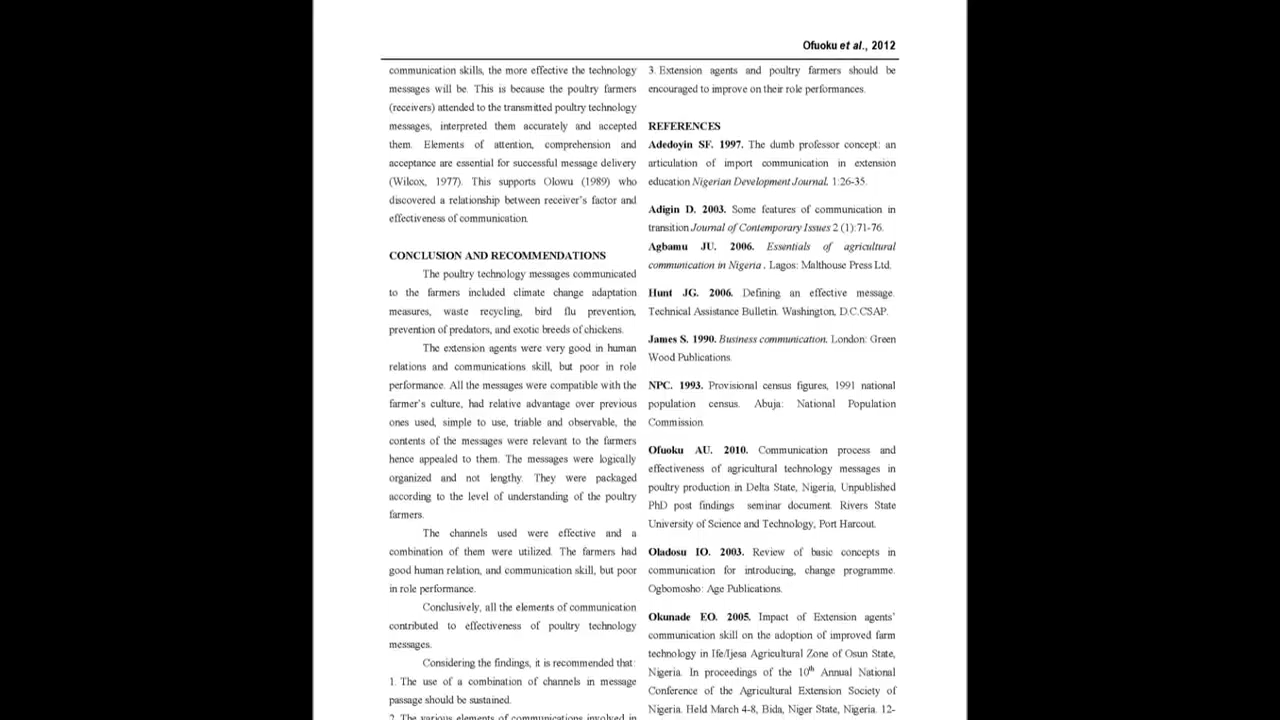 Ofuoku et al., 2012
communication skills, the more effective the technology
messages will be. This is because the poultry farmers
(receivers) attended to the transmitted poultry technology
messages, interpreted them accurately and accepted
them. Elements of attention, comprehension and
acceptance are essential for successful message delivery
(Wilcox, 1977). This supports Olowu (1989) who
discovered a relationship between receiver's factor and
effectiveness of communication.
CONCLUSION AND RECOMMENDATIONS
The poultry technology messages communicated
to the farmers included climate change adaptation
measures, waste recycling, bird flu prevention,
prevention of predators, and exotic breeds of chickens.
The extension agents were very good in human
relations and communications skill, but poor in role
performance. All the messages were compatible with the
farmer's culture, had relative advantage over previous
ones used, simple to use, triable and observable, the
contents of the messages were relevant to the farmers
hence appealed to them. The messages were logically
organized and not lengthy. They were packaged
according to the level of understanding of the poultry
farmers.
The channels used were effective and a
combination of them were utilized. The farmers had
good human relation, and communication skill, but poor
in role performance.
Conclusively, all the elements of communication
contributed to effectiveness of poultry technology
messages.
Considering the findings, it is recommended that:
1. The use of a combination of channels in message
passage should be sustained.
2. The various elements of communications involved in
3. Extension agents and poultry farmers should be
encouraged to improve on their role performances.
REFERENCES
Adedoyin SF. 1997. The dumb professor concept: an
articulation of import communication in extension
education Nigerian Development Journal. 1:26-35.
Adigin D. 2003. Some features of communication in
transition Journal of Contemporary Issues 2 (1):71-76.
Agbamu JU. 2006. Essentials of agricultural
communication in Nigeria . Lagos: Malthouse Press Ltd.
Hunt JG. 2006. Defining an effective message.
Technical Assistance Bulletin. Washington, D.C.CSAP.
James S. 1990. Business communication. London: Green
Wood Publications.
NPC. 1993. Provisional census figures, 1991 national
population census. Abuja: National Population
Commission.
Ofuoku AU. 2010. Communication process and
effectiveness of agricultural technology messages in
poultry production in Delta State, Nigeria, Unpublished
PhD post findings seminar document. Rivers State
University of Science and Technology, Port Harcout.
Oladosu IO. 2003. Review of basic concepts in
communication for introducing, change programme.
Ogbomosho: Age Publications.
Okunade EO. 2005. Impact of Extension agents'
communication skill on the adoption of improved farm
technology in Ife/Ijesa Agricultural Zone of Osun State,
Nigeria. In proceedings of the 10th Annual National
Conference of the Agricultural Extension Society of
Nigeria. Held March 4-8, Bida, Niger State, Nigeria. 12-